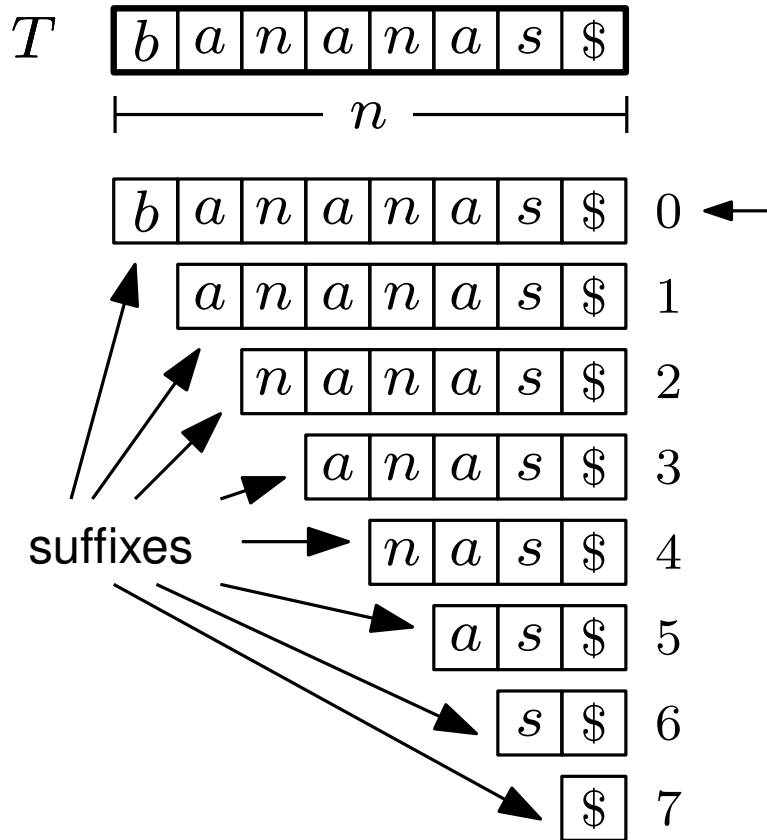 T b a n a n a s $
n
b a n a n a s $ 0
a n a n a s $ 1
n a n a s $ 2
a n a s $ 3
suffixes n a s $ 4
a s $ 5
s $ 6
$ 7